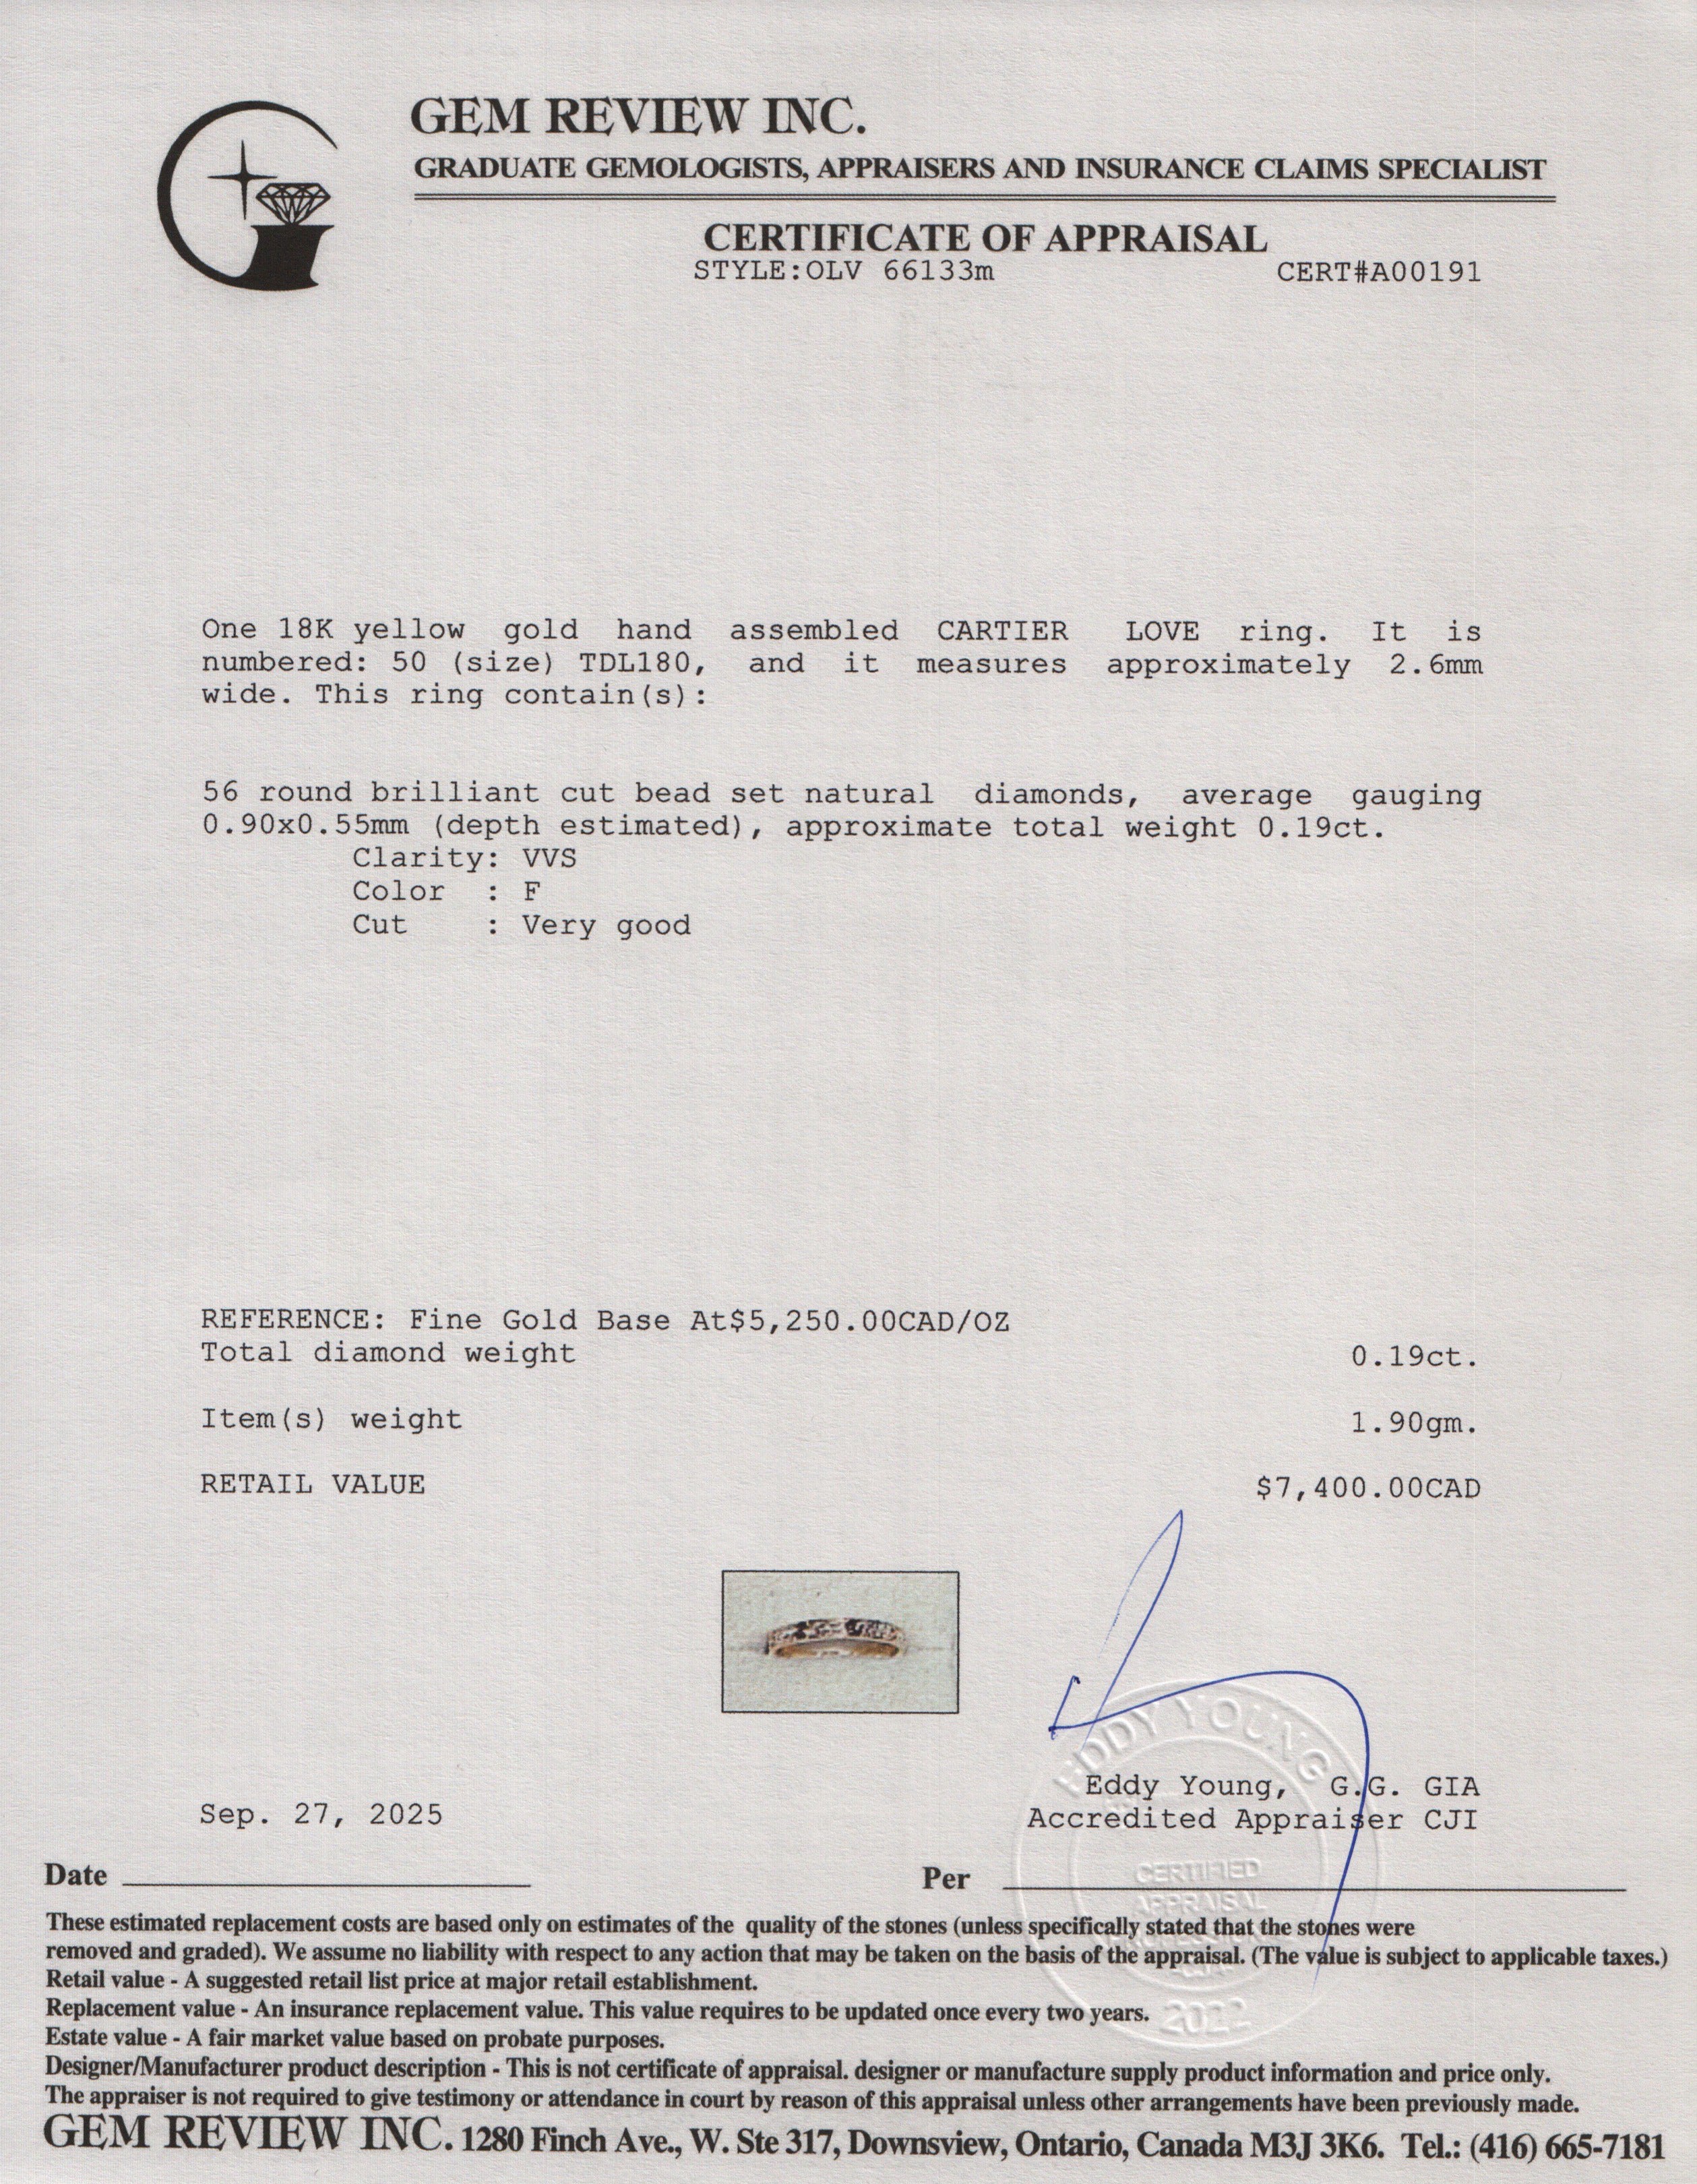 GEM REVIEW INC.
GRADUATE GEMOLOGISTS, APPRAISERS AND INSURANCE CLAIMS SPECIALIST
CERTIFICATE OF APPRAISAL
STYLE:OLV 66133m CERT#A00191
One 18K yellow gold hand assembled CARTIER LOVE ring. It is
numbered: 50 (size) TDL180, and it measures approximately 2.6mm
wide. This ring contain(s):
56 round brilliant cut bead set natural diamonds, average gauging
0.90x0.55mm (depth estimated), approximate total weight 0.19ct.
Clarity: VVS
Color : F
Cut : Very good
REFERENCE: Fine Gold Base At$5,250.00CAD/OZ
Total diamond weight 0.19ct.
Item(s) weight 1.90gm.
RETAIL VALUE $7,400.00CAD
EDDY YOUNG
Eddy Young, G.G. GIA
Sep. 27, 2025 Accredited Appraiser CJI
CERTIFIED
APPRAISAL
2022
Date Per
These estimated replacement costs are based only on estimates of the quality of the stones (unless specifically stated that the stones were
removed and graded). We assume no liability with respect to any action that may be taken on the basis of the appraisal. (The value is subject to applicable taxes.)
Retail value - A suggested retail list price at major retail establishment.
Replacement value - An insurance replacement value. This value requires to be updated once every two years.
Estate value - A fair market value based on probate purposes.
Designer/Manufacturer product description - This is not certificate of appraisal. designer or manufacture supply product information and price only.
The appraiser is not required to give testimony or attendance in court by reason of this appraisal unless other arrangements have been previously made.
GEM REVIEW INC. 1280 Finch Ave., W. Ste 317, Downsview, Ontario, Canada M3J 3K6. Tel.: (416) 665-7181